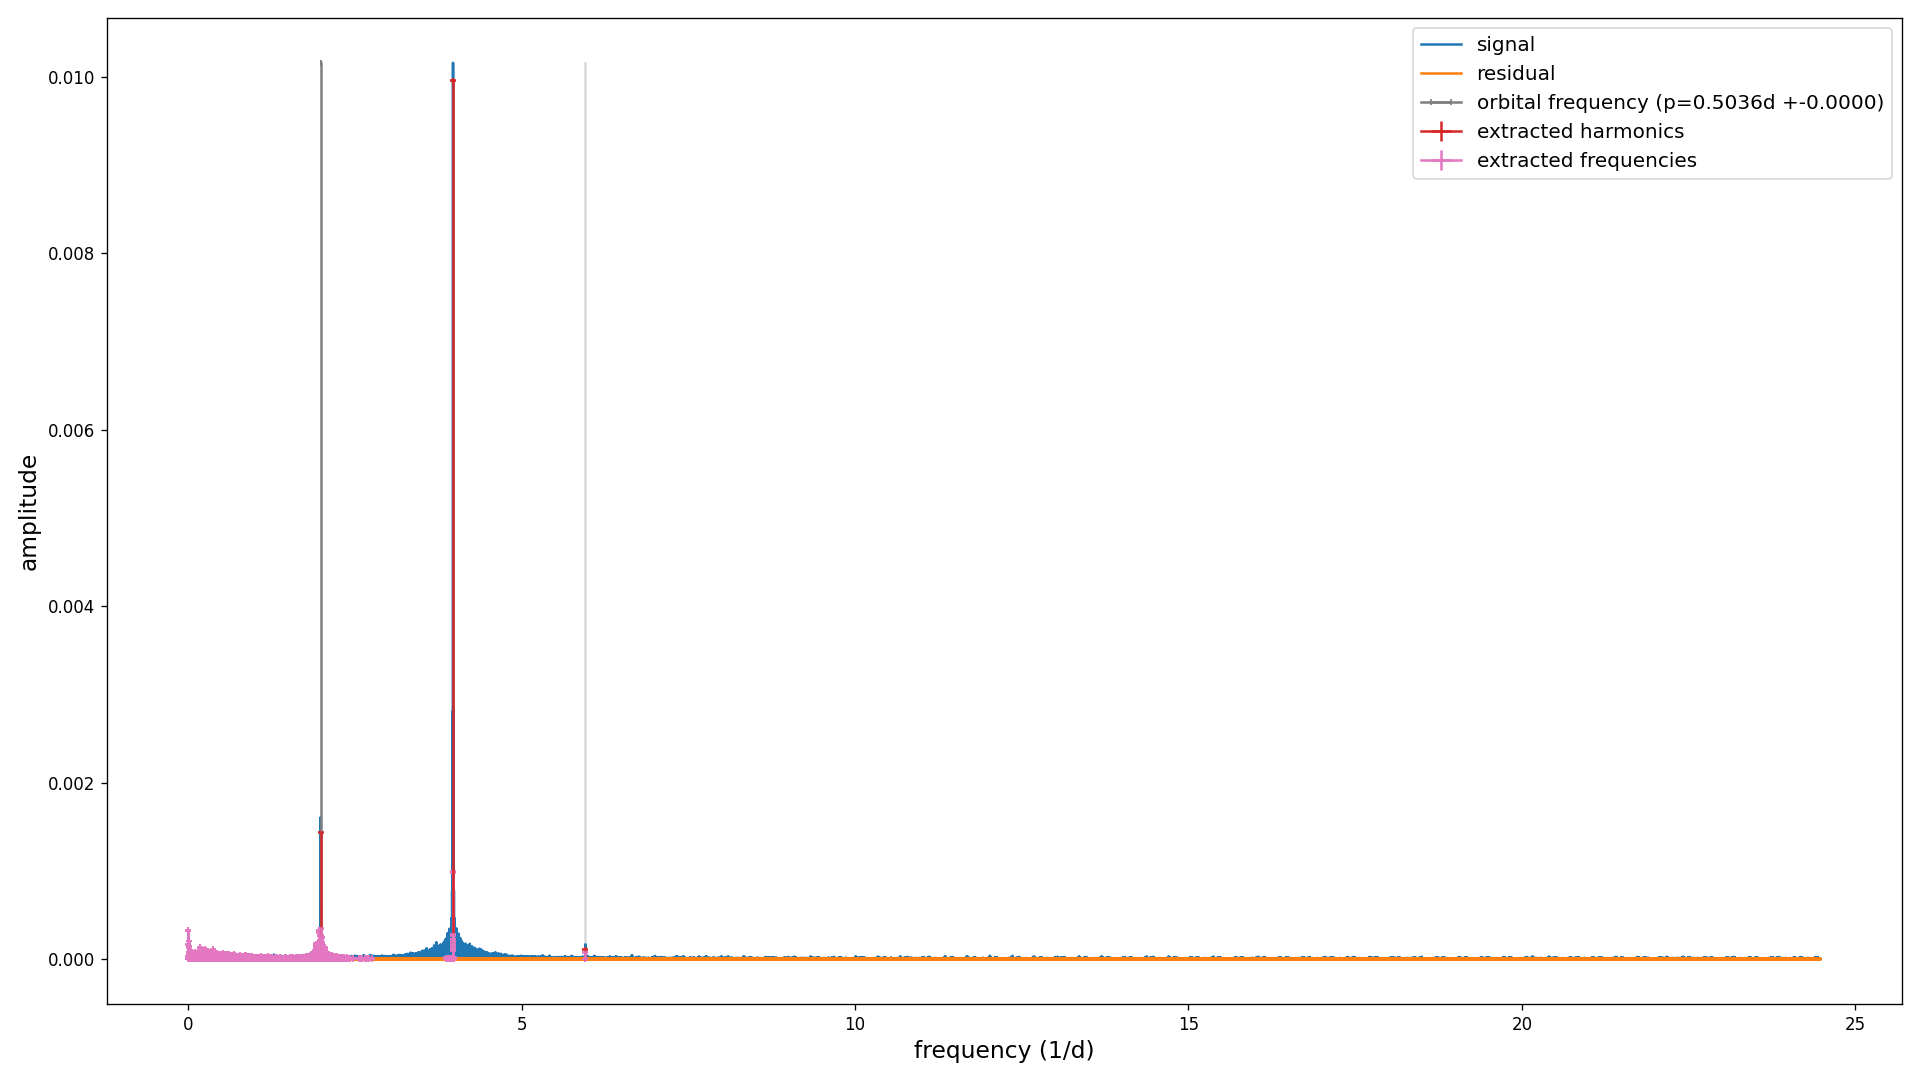 signal
residual
orbital frequency (p=0.5036d +-0.0000)
extracted harmonics
extracted frequencies
0.010
0.008
0.006
0.004
0.002
0.000
amplitude
0 5 10 15 20 25
frequency (1/d)